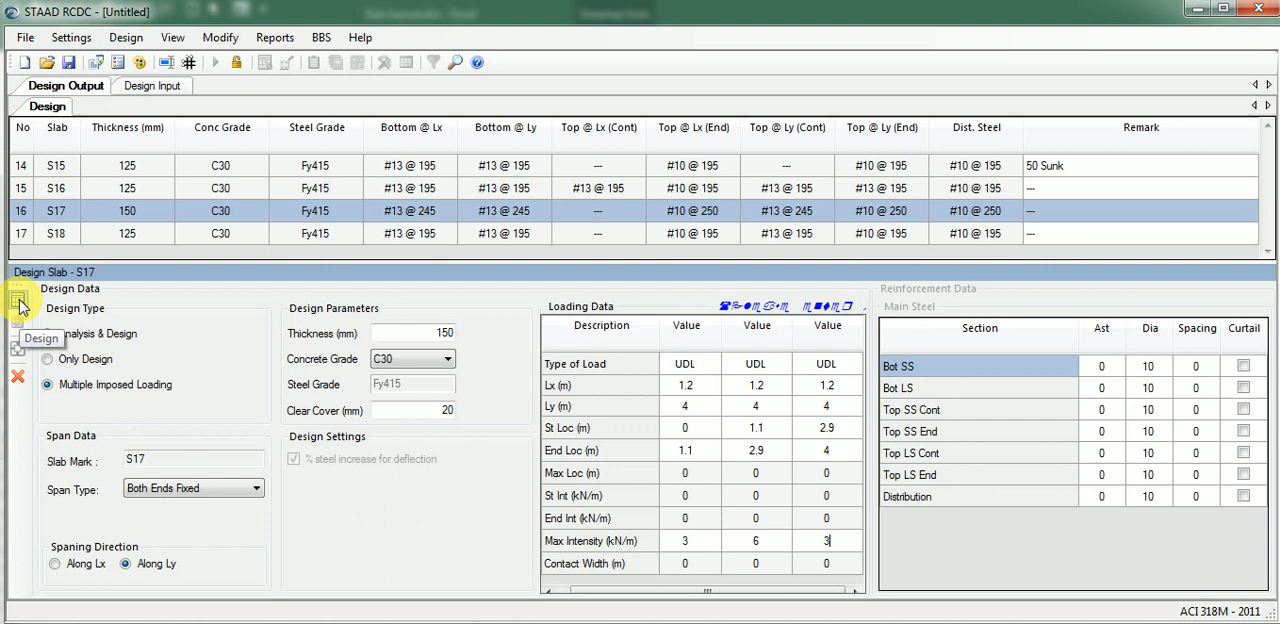 STAAD RCDC - [Untitled]
File Settings Design View Modify Reports BBS Help
Design Output Design Input
Design
No Slab Thickness (mm) Conc Grade Steel Grade Bottom @ Lx Bottom @ Ly Top @ Lx (Cont) Top @ Lx (End) Top @ Ly (Cont) Top @ Ly (End) Dist. Steel Remark
14 S15 125 C30 Fy415 #13 @ 195 #13 @ 195 --- #10 @ 195 --- #10 @ 195 #10 @ 195 50 Sunk
15 S16 125 C30 Fy415 #13 @ 195 #13 @ 195 #13 @ 195 #10 @ 195 #13 @ 195 #10 @ 195 #10 @ 195 ---
16 S17 150 C30 Fy415 #13 @ 245 #13 @ 245 --- #10 @ 250 #13 @ 245 #10 @ 250 #10 @ 250 ---
17 S18 125 C30 Fy415 #13 @ 195 #13 @ 195 --- #10 @ 195 #13 @ 195 #10 @ 195 #10 @ 195 ---
Design Slab - S17
Design Data
Design Type
Analysis & Design
Design
Only Design
Multiple Imposed Loading
Span Data
Slab Mark : S17
Span Type: Both Ends Fixed
Spaning Direction
Along Lx Along Ly
Design Parameters
Thickness (mm) 150
Concrete Grade C30
Steel Grade Fy415
Clear Cover (mm) 20
Design Settings
% steel increase for deflection
Loading Data
Description Value Value Value
Type of Load UDL UDL UDL
Lx (m) 1.2 1.2 1.2
Ly (m) 4 4 4
St Loc (m) 0 1.1 2.9
End Loc (m) 1.1 2.9 4
Max Loc (m) 0 0 0
St Int (kN/m) 0 0 0
End Int (kN/m) 0 0 0
Max Intensity (kN/m) 3 6 3
Contact Width (m) 0 0 0
Reinforcement Data
Main Steel
Section Ast Dia Spacing Curtail
Bot SS 0 10 0
Bot LS 0 10 0
Top SS Cont 0 10 0
Top SS End 0 10 0
Top LS Cont 0 10 0
Top LS End 0 10 0
Distribution 0 10 0
ACI 318M - 2011